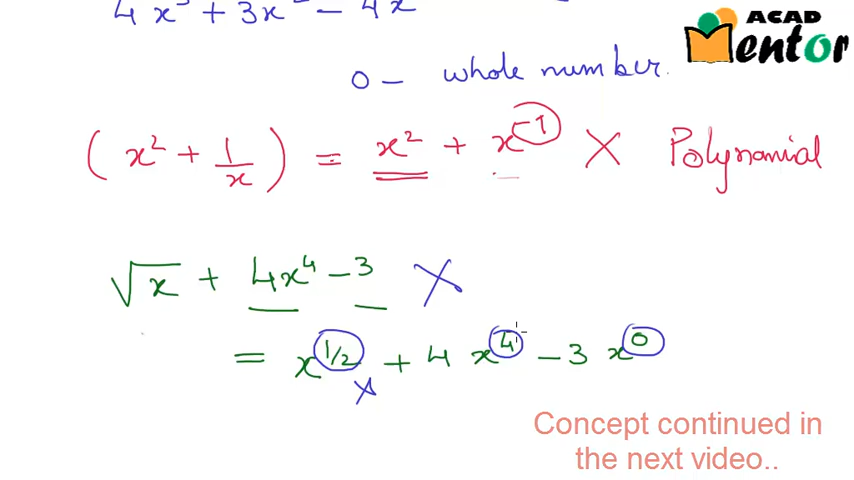 4x³ + 3x² − 4x
ACAD
Mentor
0 — whole number.
(x² + 1/x) = x² + x⁻¹ × Polynomial
√x + 4x⁴ − 3 ×
= x^(1/2) + 4x⁴ − 3x⁰
×
Concept continued in
the next video..